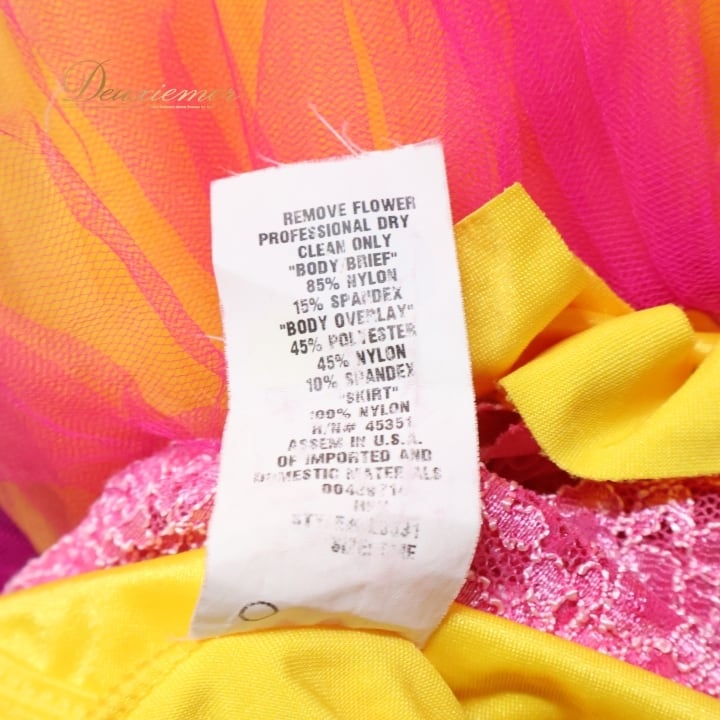 Deuxiemer
REMOVE FLOWER
PROFESSIONAL DRY
CLEAN ONLY
"BODY/BRIEF"
85% NYLON
15% SPANDEX
"BODY OVERLAY"
45% POLYESTER
45% NYLON
10% SPANDEX
"SKIRT"
100% NYLON
R/N# 45351
ASSEM IN U.S.A.
OF IMPORTED AND
DOMESTIC MATERIALS